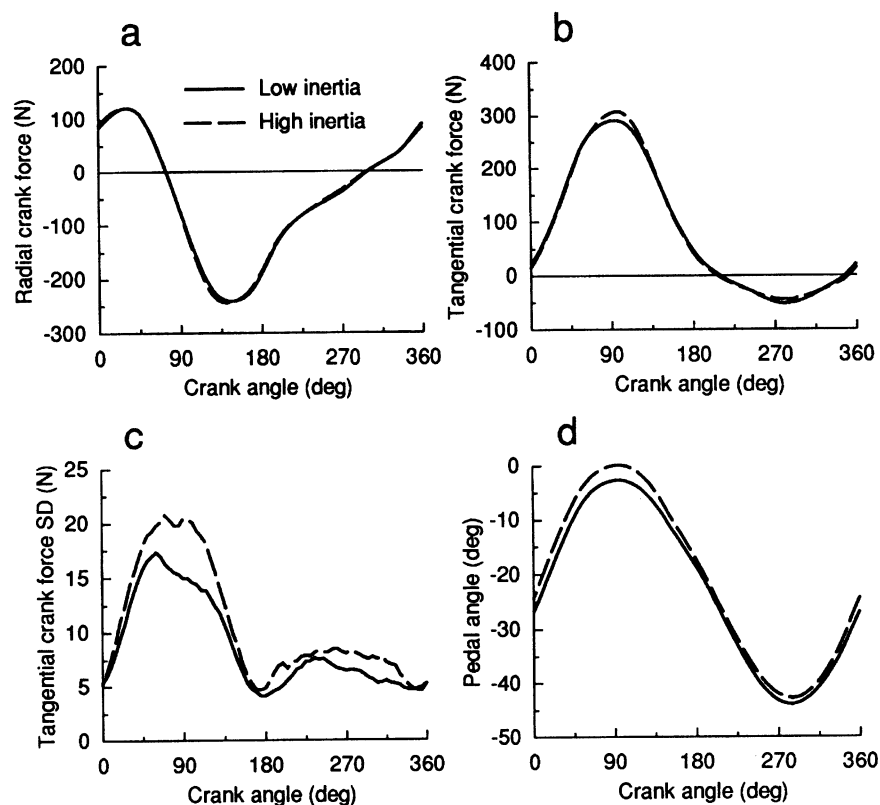 a
Radial crank force (N)
200
100
0
-100
-200
-300
Low inertia
High inertia
0 90 180 270 360
Crank angle (deg)
b
Tangential crank force (N)
400
300
200
100
0
-100
0 90 180 270 360
Crank angle (deg)
c
Tangential crank force SD (N)
25
20
15
10
5
0
0 90 180 270 360
Crank angle (deg)
d
Pedal angle (deg)
0
-10
-20
-30
-40
-50
0 90 180 270 360
Crank angle (deg)